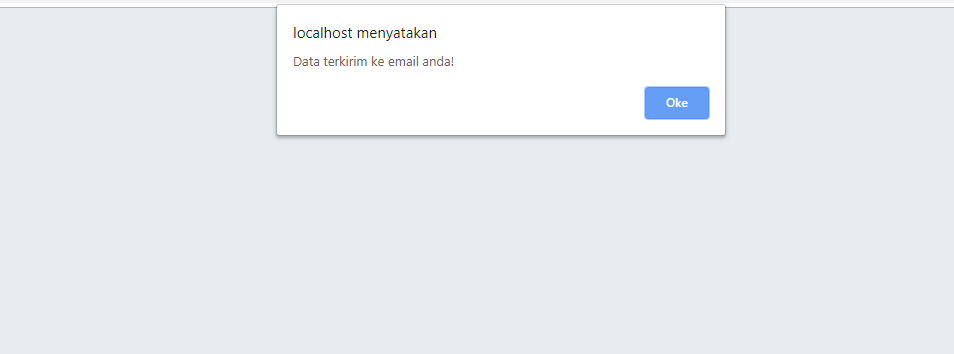 localhost menyatakan
Data terkirim ke email anda!
Oke